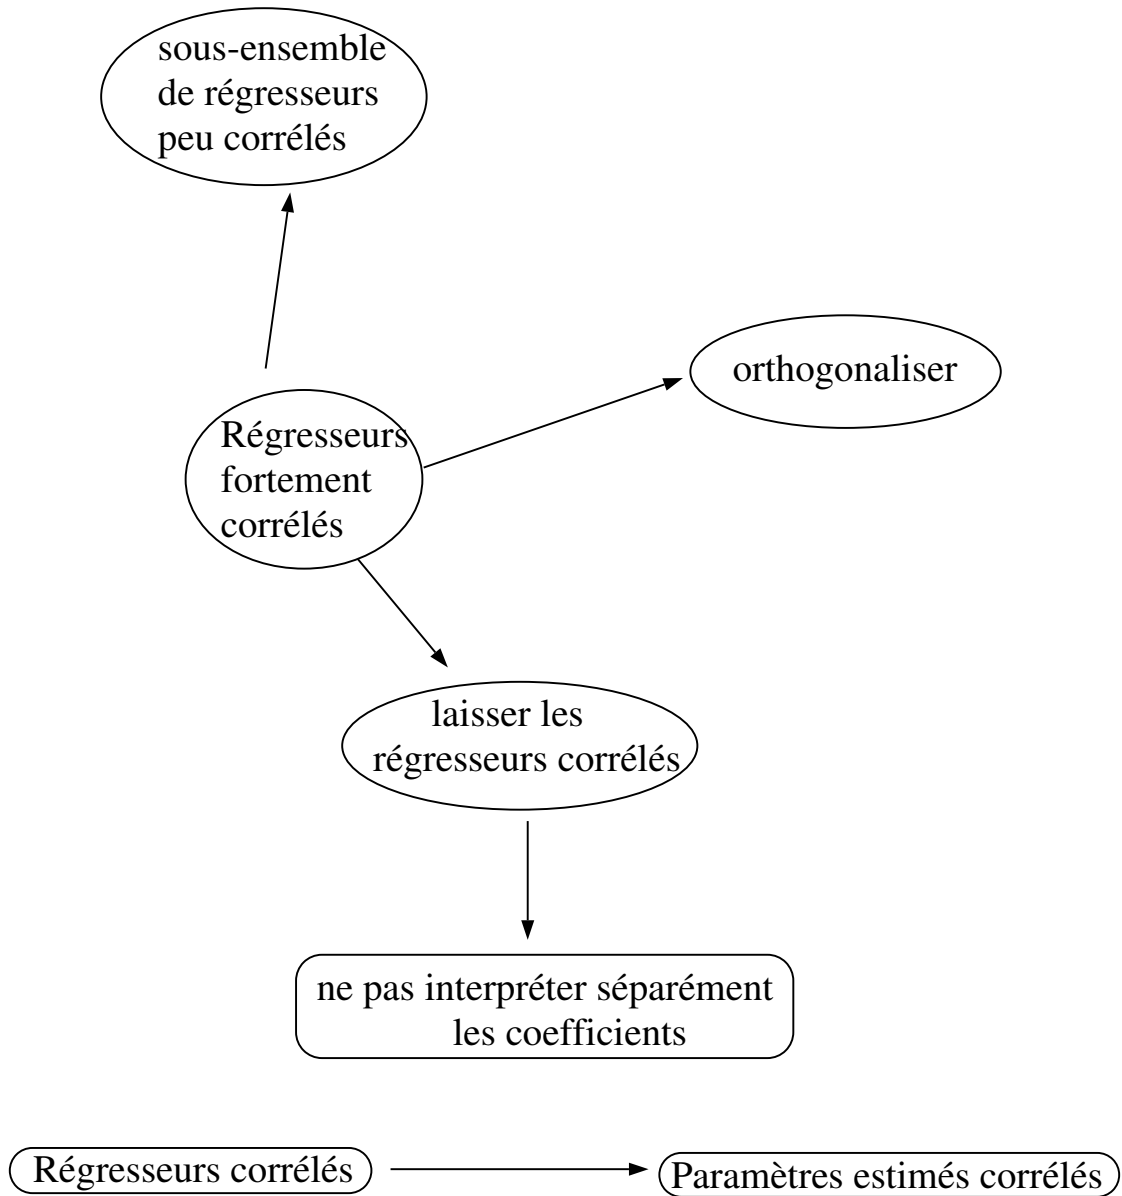 sous-ensemble
de régresseurs
peu corrélés
orthogonaliser
Régresseurs
fortement
corrélés
laisser les
régresseurs corrélés
ne pas interpréter séparément
les coefficients
Régresseurs corrélés
Paramètres estimés corrélés